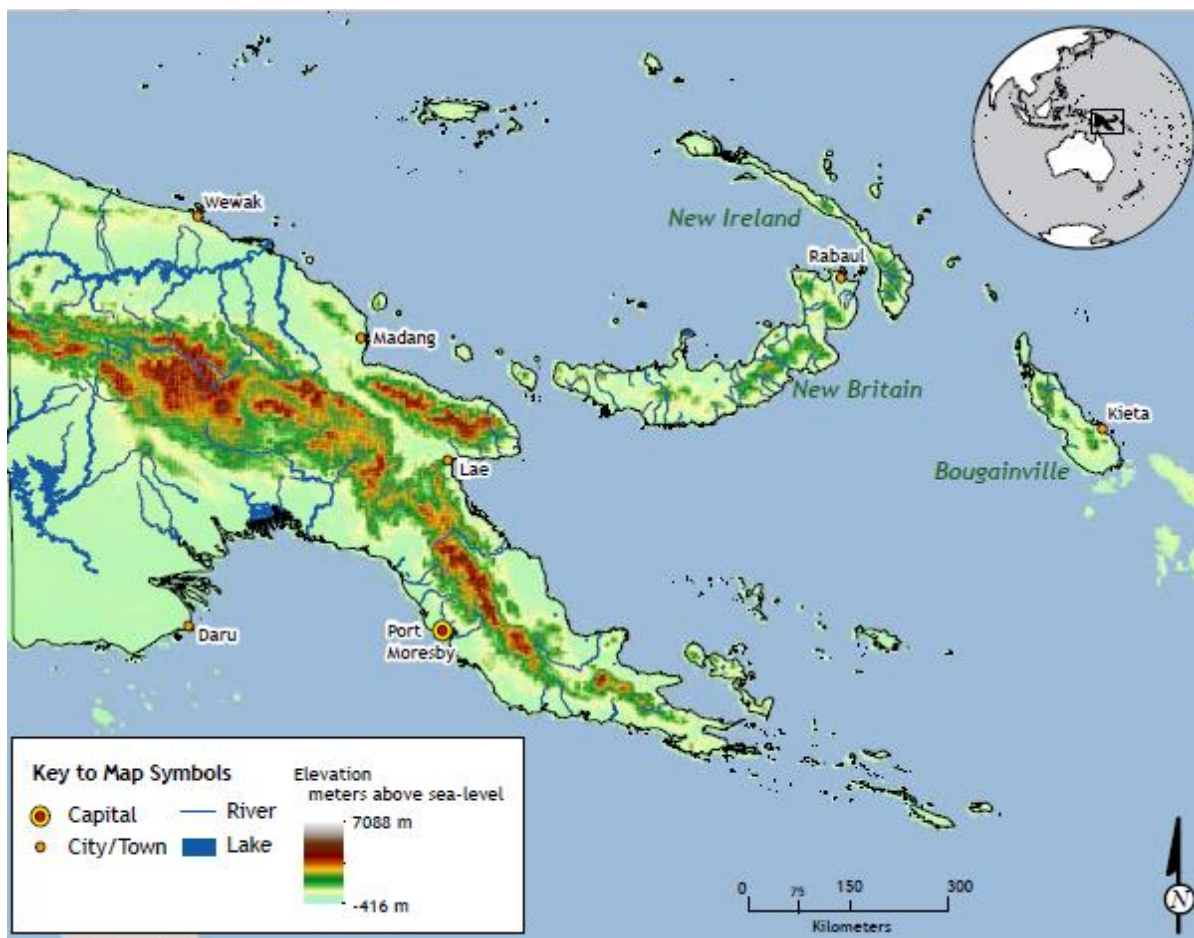 Wewak
New Ireland
Rabaul
Madang
New Britain
Kieta
Lae
Bougainville
Daru
Port
Moresby
Key to Map Symbols
Capital
City/Town
River
Lake
Elevation
meters above sea-level
7088 m
-416 m
0 75 150 300
Kilometers
N